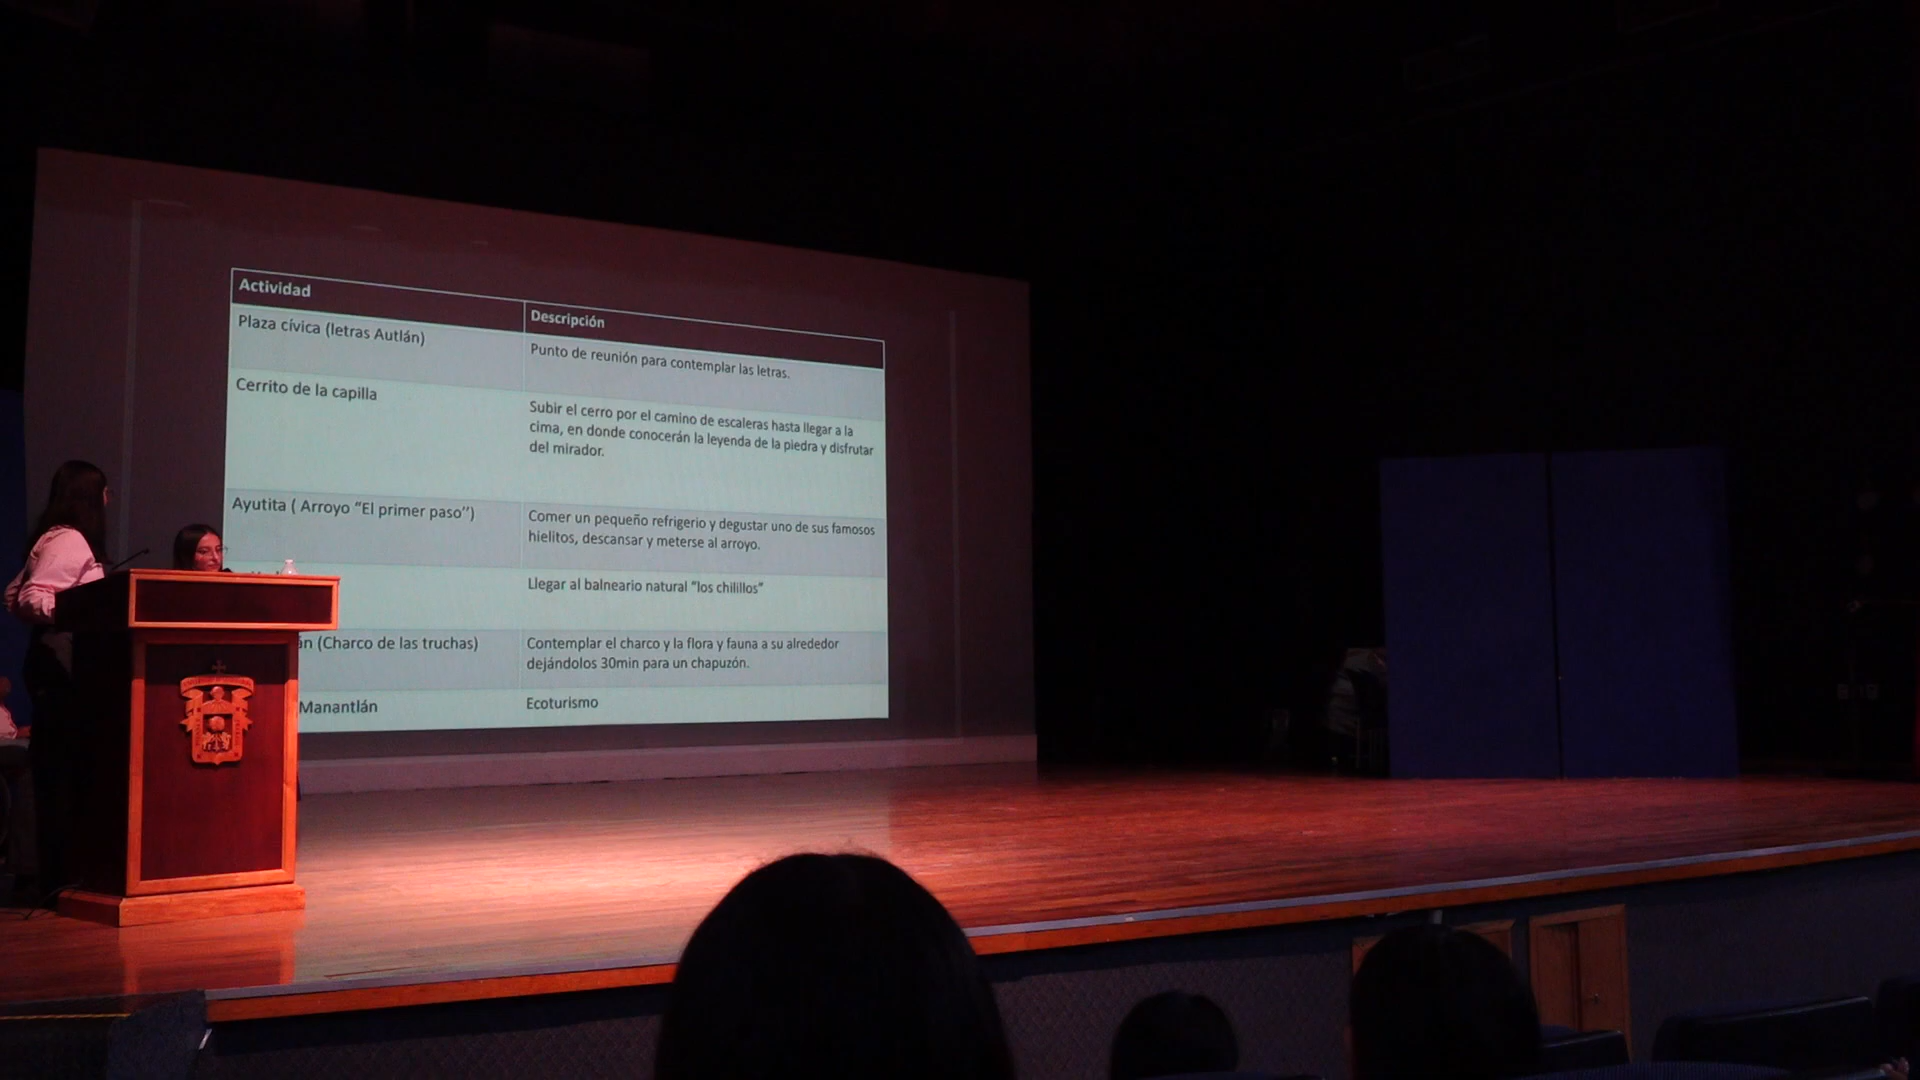 Actividad
Descripción
Plaza cívica (letras Autlán)
Punto de reunión para contemplar las letras.
Cerrito de la capilla
Subir el cerro por el camino de escaleras hasta llegar a la
cima, en donde conocerán la leyenda de la piedra y disfrutar
del mirador.
Ayutita ( Arroyo “El primer paso’’)
Comer un pequeño refrigerio y degustar uno de sus famosos
hielitos, descansar y meterse al arroyo.
Llegar al balneario natural “los chilillos”
(Charco de las truchas)
Contemplar el charco y la flora y fauna a su alrededor
dejándolos 30min para un chapuzón.
Manantlán
Ecoturismo